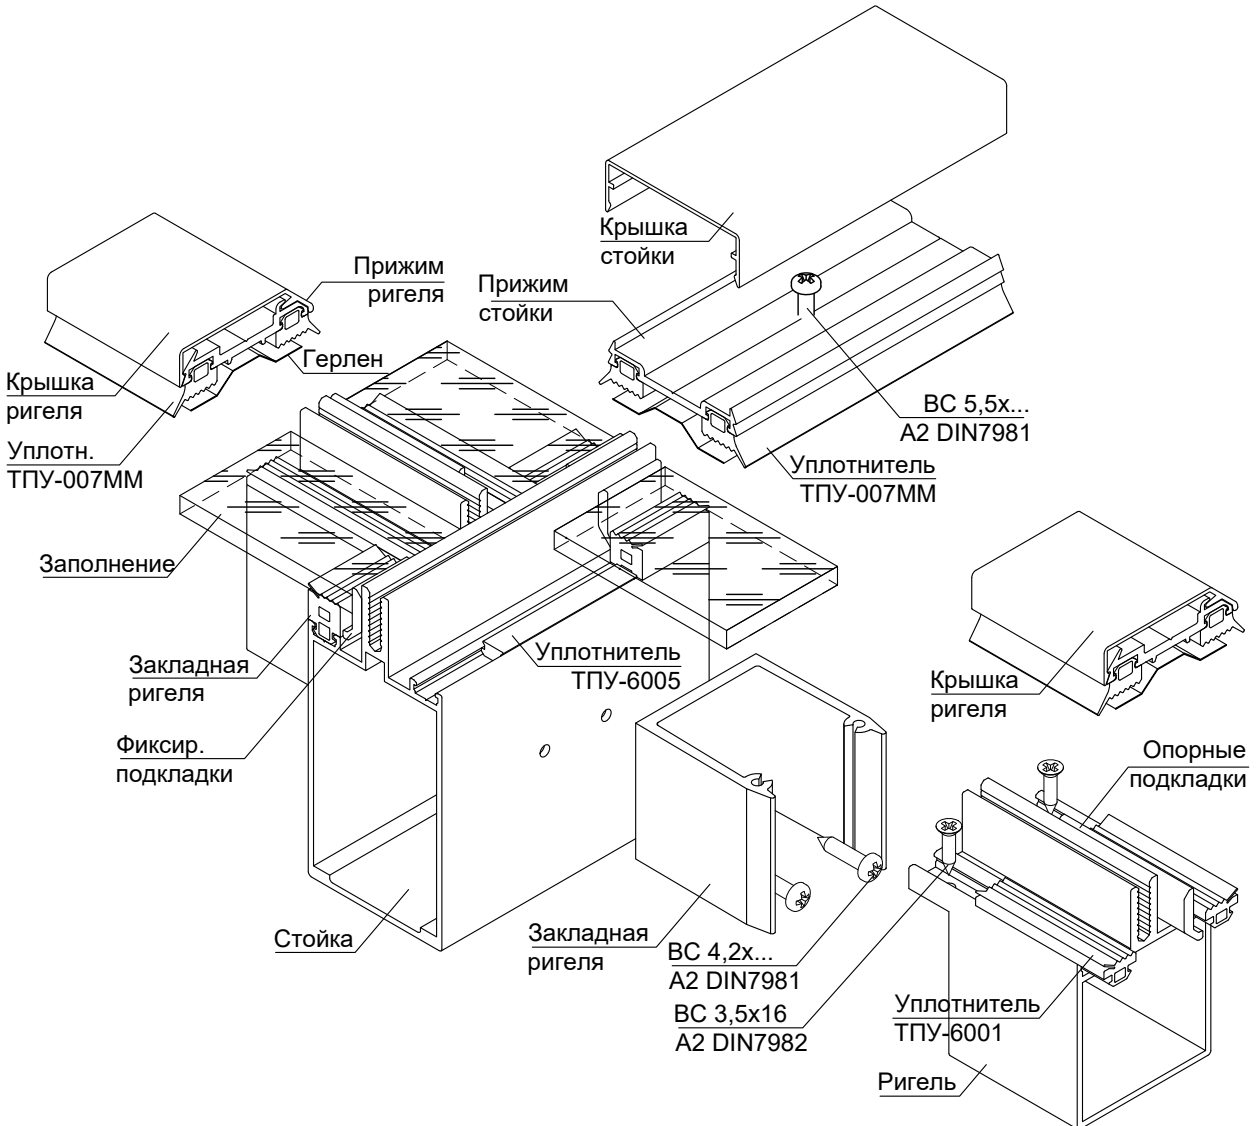 Крышка
стойки
Прижим
ригеля
Прижим
стойки
Герлен
Крышка
ригеля
ВС 5,5х...
А2 DIN7981
Уплотн.
ТПУ-007ММ
Уплотнитель
ТПУ-007ММ
Заполнение
Закладная
ригеля
Уплотнитель
ТПУ-6005
Крышка
ригеля
Фиксир.
подкладки
Опорные
подкладки
Стойка
Закладная
ригеля
ВС 4,2х...
А2 DIN7981
ВС 3,5х16
А2 DIN7982
Уплотнитель
ТПУ-6001
Ригель